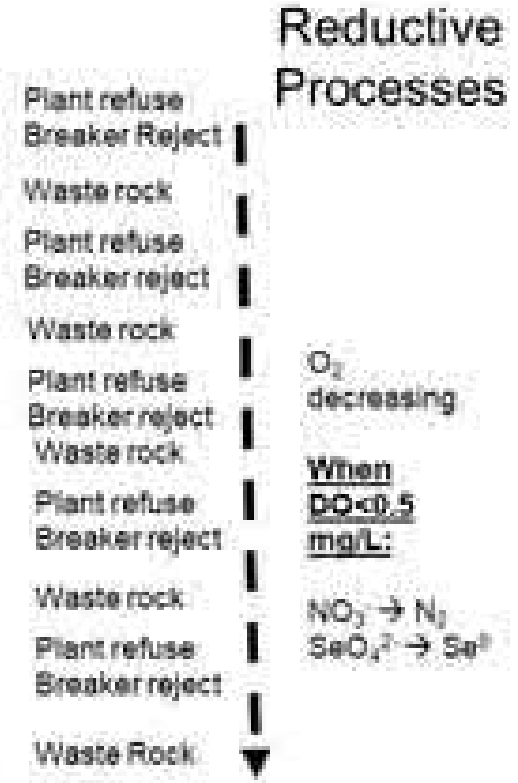 Reductive
Processes
Plant refuse
Breaker Reject
Waste rock
Plant refuse
Breaker reject
Waste rock
Plant refuse
Breaker reject
Waste rock
Plant refuse
Breaker reject
Waste rock
Plant refuse
Breaker reject
Waste Rock
O₂
decreasing
When
DO<0.5
mg/L:
NO₃⁻ → N₂
SeO₄²⁻ → Se⁰